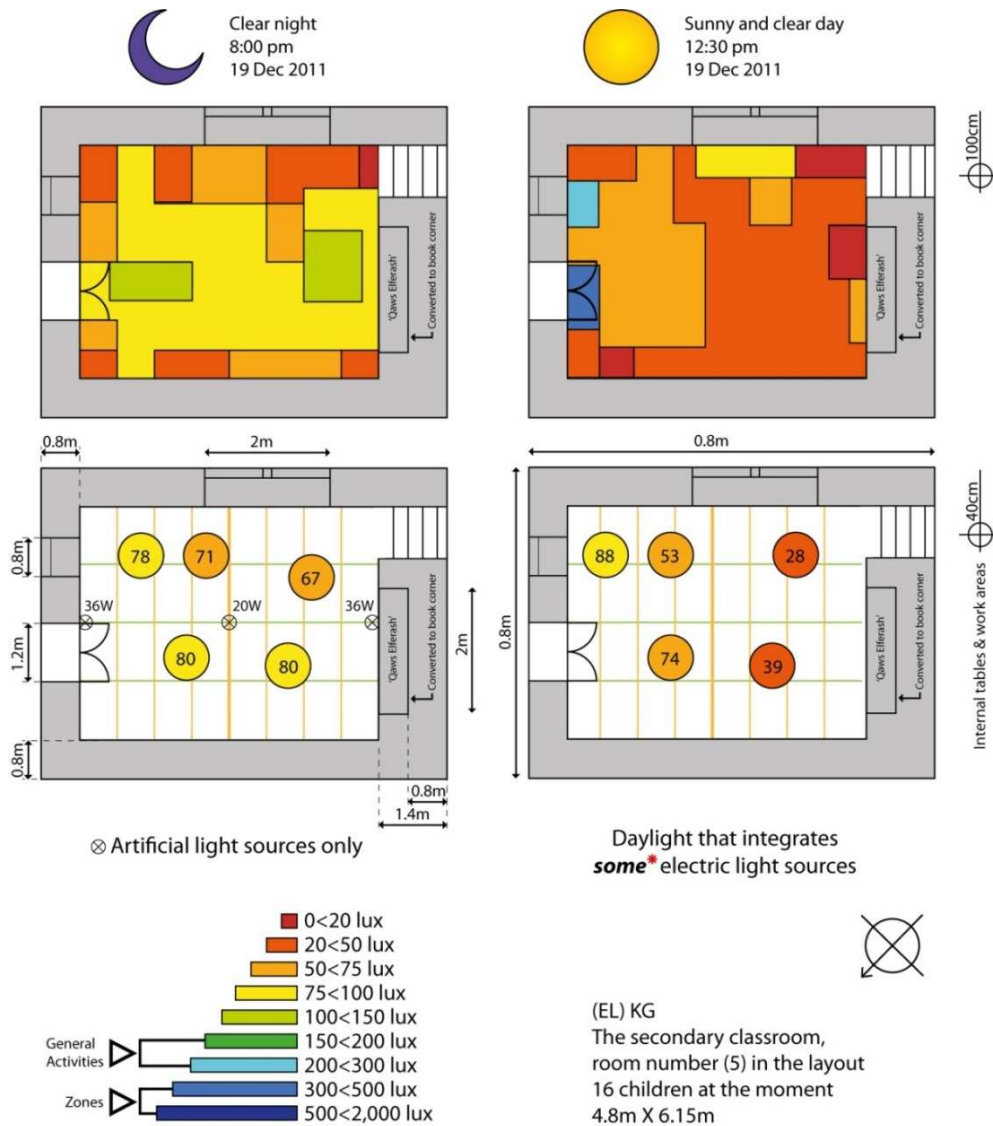 Clear night
8:00 pm
19 Dec 2011
Sunny and clear day
12:30 pm
19 Dec 2011
'Qaws Elferash'
Converted to book corner
'Qaws Elferash'
Converted to book corner
100cm
0.8m
2m
0.8m
0.8m
1.2m
0.8m
78
71
67
36W
20W
36W
80
80
'Qaws Elferash'
Converted to book corner
2m
0.8m
1.4m
0.8m
88
53
28
74
39
'Qaws Elferash'
Converted to book corner
40cm
Internal tables & work areas
⊗ Artificial light sources only
Daylight that integrates
some* electric light sources
0<20 lux
20<50 lux
50<75 lux
75<100 lux
100<150 lux
General
Activities
150<200 lux
200<300 lux
Zones
300<500 lux
500<2,000 lux
(EL) KG
The secondary classroom,
room number (5) in the layout
16 children at the moment
4.8m X 6.15m